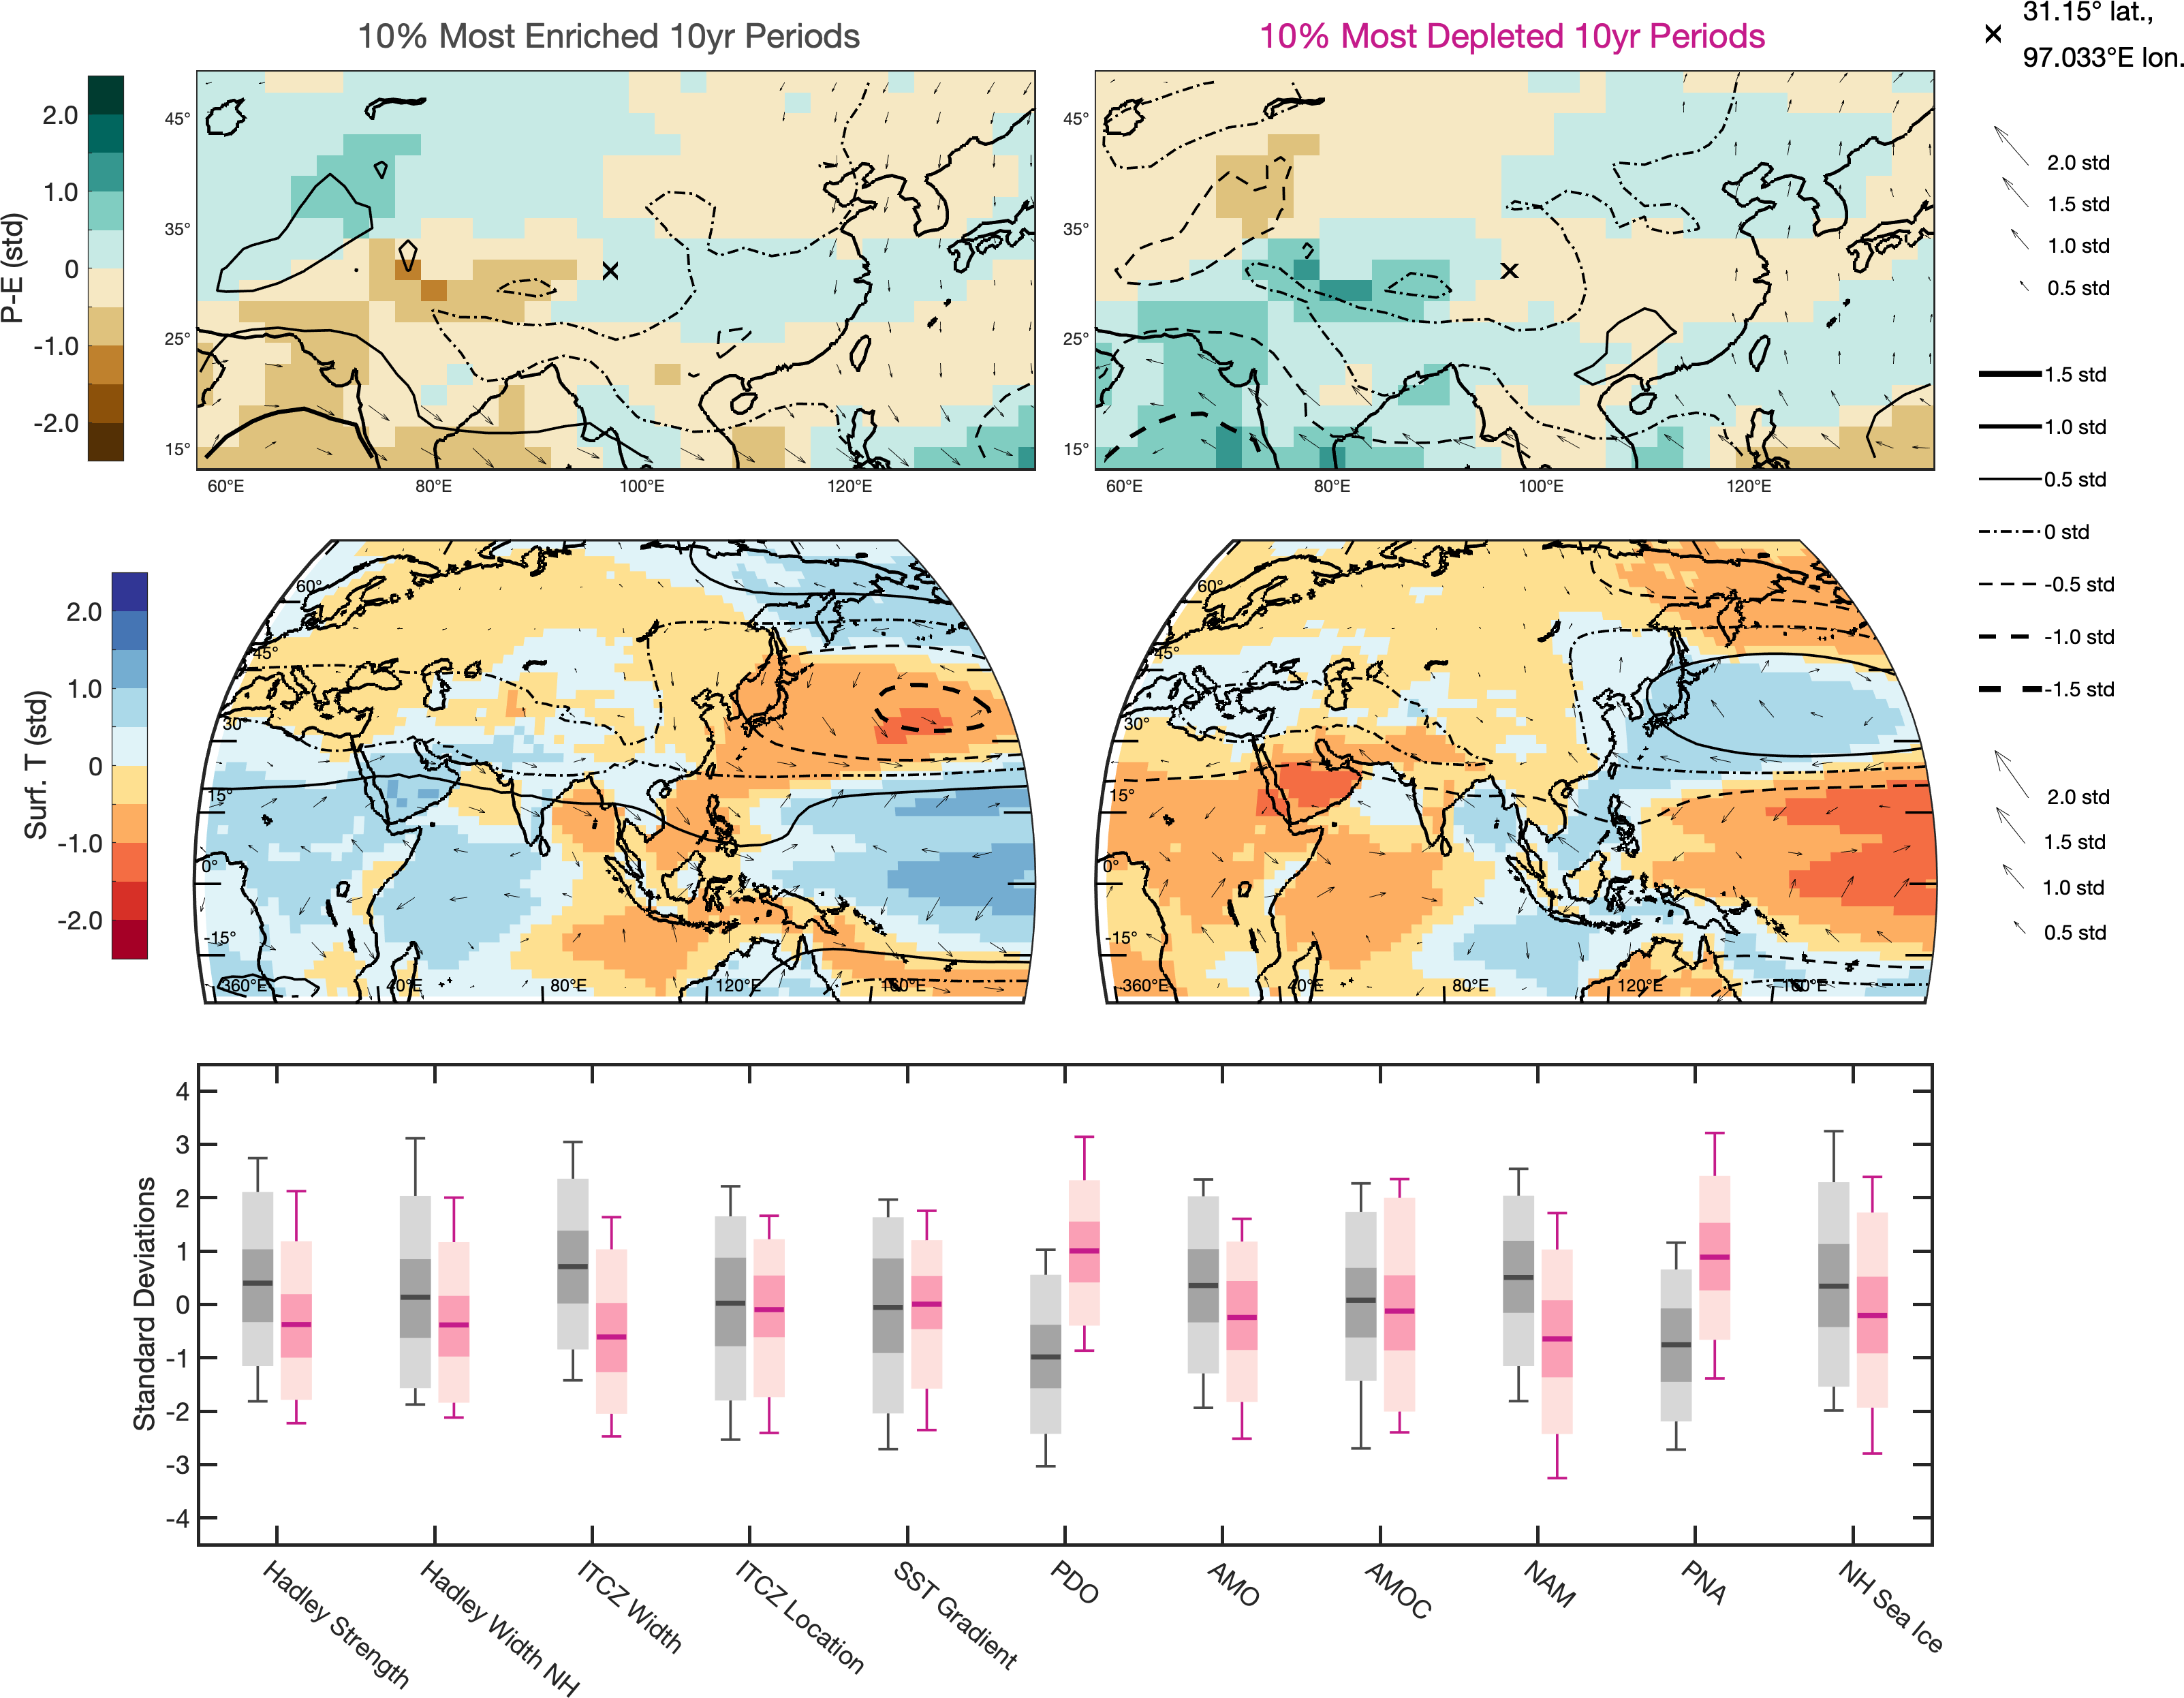 10% Most Enriched 10yr Periods
10% Most Depleted 10yr Periods
31.15° lat.,
97.033°E lon.
P-E (std)
2.0
1.0
0
-1.0
-2.0
45°
35°
25°
15°
60°E
80°E
100°E
120°E
45°
35°
25°
15°
60°E
80°E
100°E
120°E
2.0 std
1.5 std
1.0 std
0.5 std
1.5 std
1.0 std
0.5 std
0 std
-0.5 std
-1.0 std
-1.5 std
Surf. T (std)
2.0
1.0
0
-1.0
-2.0
60°
45°
30°
15°
0°
-15°
360°E
40°E
80°E
120°E
160°E
60°
45°
30°
15°
0°
-15°
360°E
40°E
80°E
120°E
160°E
2.0 std
1.5 std
1.0 std
0.5 std
Standard Deviations
4
3
2
1
0
-1
-2
-3
-4
Hadley Strength
Hadley Width NH
ITCZ Width
ITCZ Location
SST Gradient
PDO
AMO
AMOC
NAM
PNA
NH Sea Ice